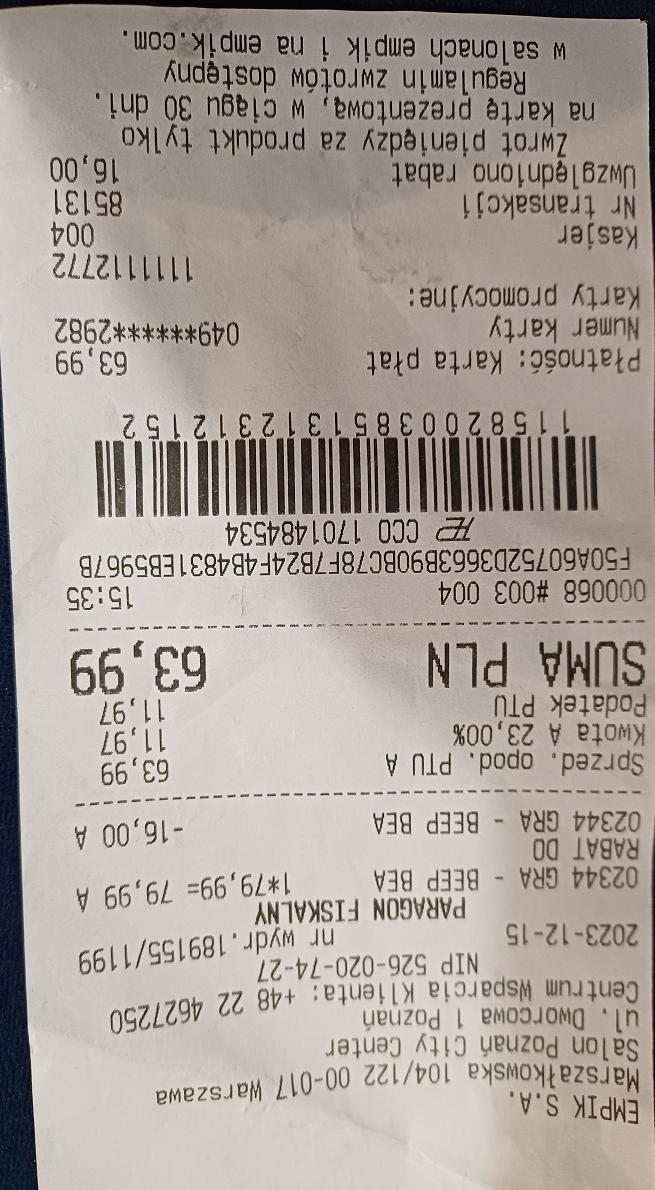 EMPIK S.A.
Marszałkowska 104/122 00-017 Warszawa
Salon Poznań City Center
ul. Dworcowa 1 Poznań
Centrum Wsparcia Klienta: +48 22 4627250
NIP 526-020-74-27
2023-12-15 nr wydr.189155/1199
PARAGON FISKALNY
02344 GRA - BEEP BEA 1*79,99= 79,99 A
RABAT DO
02344 GRA - BEEP BEA -16,00 A
Sprzed. opod. PTU A 63,99
Kwota A 23,00% 11,97
Podatek PTU 11,97
SUMA PLN 63,99
000068 #003 004 15:35
F50A60752D3663B90BC78F7B24F4B4831EB5967B
CCO 1701484534
11582003851312312152
Płatność: Karta płat 63,99
Numer karty 049*******2982
Karty promocyjne:
1111112772
Kasjer 004
Nr transakcji 85131
Uwzględniono rabat 16,00
Zwrot pieniędzy za produkt tylko
na kartę prezentową, w ciągu 30 dni.
Regulamin zwrotów dostępny
w salonach empik i na empik.com.